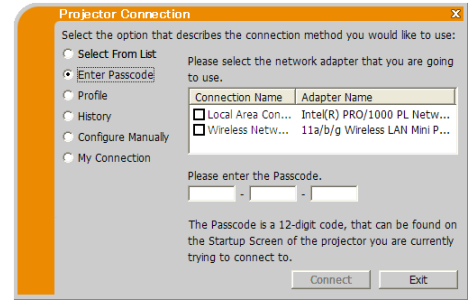 Projector Connection
x
Select the option that describes the connection method you would like to use:
Select From List
Enter Passcode
Profile
History
Configure Manually
My Connection
Please select the network adapter that you are going
to use.
Connection Name Adapter Name
Local Area Con... Intel(R) PRO/1000 PL Netw...
Wireless Netw... 11a/b/g Wireless LAN Mini P...
Please enter the Passcode.
- -
The Passcode is a 12-digit code, that can be found on
the Startup Screen of the projector you are currently
trying to connect to.
Connect Exit